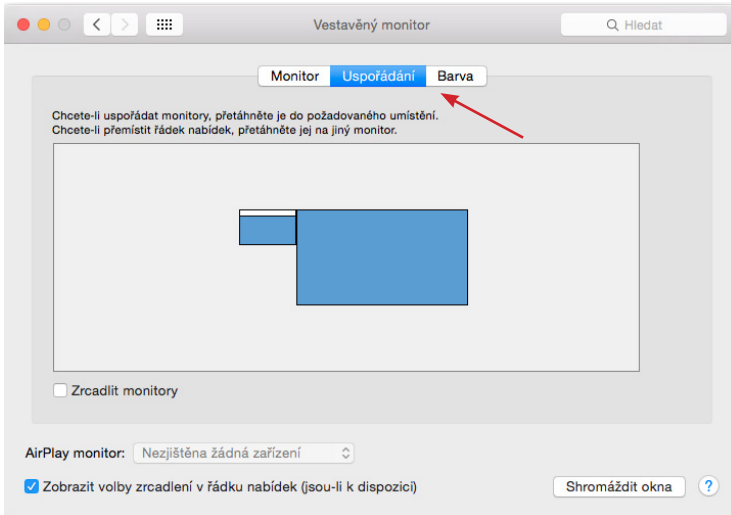 Vestavěný monitor
Hledat
Monitor Uspořádání Barva
Chcete-li uspořádat monitory, přetáhněte je do požadovaného umístění.
Chcete-li přemístit řádek nabídek, přetáhněte jej na jiný monitor.
Zrcadlit monitory
AirPlay monitor: Nezjištěna žádná zařízení
Zobrazit volby zrcadlení v řádku nabídek (jsou-li k dispozici)
Shromáždit okna ?